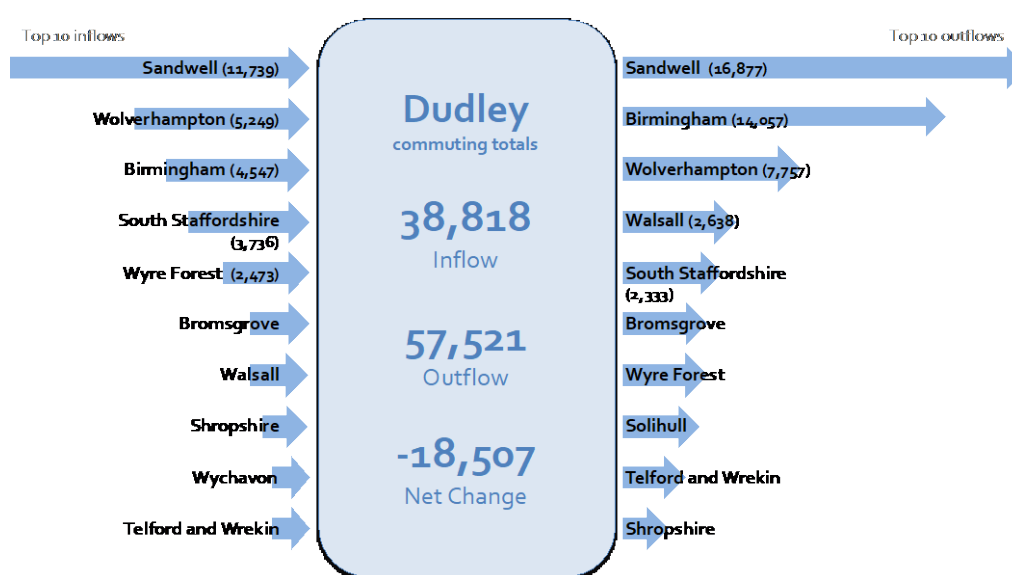 Top 10 inflows
Sandwell (11,739)
Wolverhampton (5,249)
Birmingham (4,547)
South Staffordshire
(3,736)
Wyre Forest (2,473)
Bromsgrove
Walsall
Shropshire
Wychavon
Telford and Wrekin
Dudley
commuting totals
38,818
Inflow
57,521
Outflow
-18,507
Net Change
Top 10 outflows
Sandwell (16,877)
Birmingham (14,057)
Wolverhampton (7,757)
Walsall (2,638)
South Staffordshire
(2,333)
Bromsgrove
Wyre Forest
Solihull
Telford and Wrekin
Shropshire